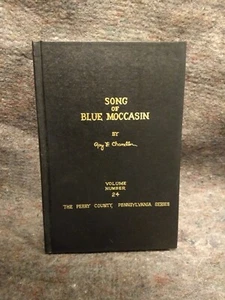 SONG
OF
BLUE MOCCASIN
BY
Roy F. Chandler
VOLUME
NUMBER
24
THE PERRY COUNTY, PENNSYLVANIA SERIES